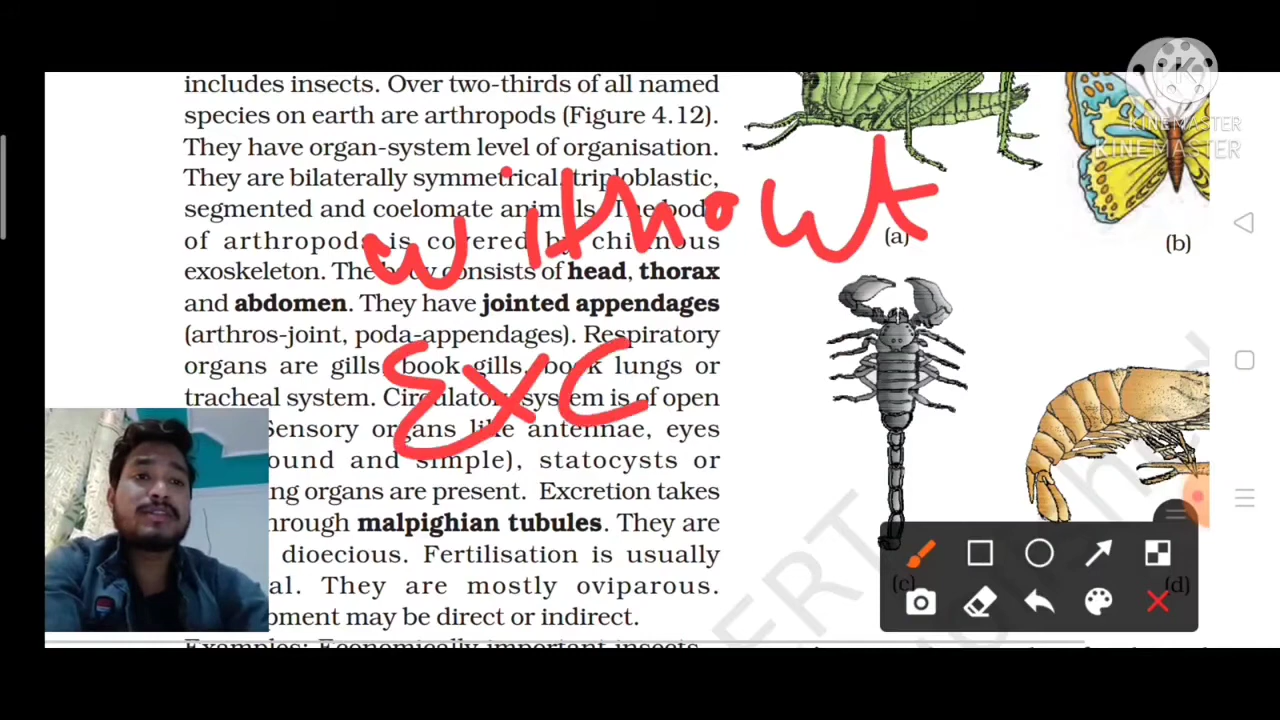 includes insects. Over two-thirds of all named
species on earth are arthropods (Figure 4.12).
They have organ-system level of organisation.
They are bilaterally symmetrical, triploblastic,
segmented and coelomate animals. The body
of arthropods is covered by chitinous
exoskeleton. The body consists of head, thorax
and abdomen. They have jointed appendages
(arthros-joint, poda-appendages). Respiratory
organs are gills, book gills, book lungs or
tracheal system. Circulatory system is of open
Sensory organs like antennae, eyes
ound and simple), statocysts or
ng organs are present. Excretion takes
hrough malpighian tubules. They are
dioecious. Fertilisation is usually
al. They are mostly oviparous.
opment may be direct or indirect.
Examples: Economically important insects
without
EXC
(a)
(b)
(c)
(d)
KINEMASTER
KINEMASTER